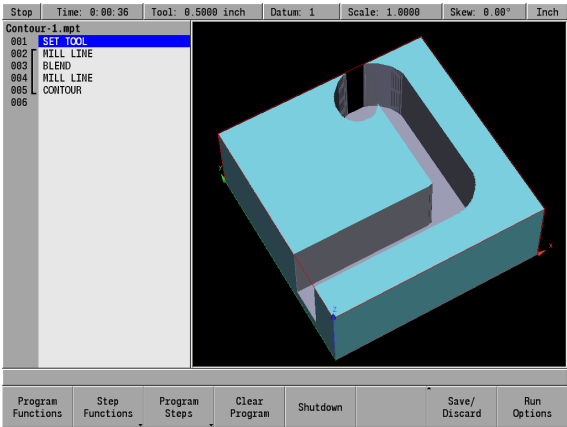 Stop Time: 0:00:36 Tool: 0.5000 inch Datum: 1 Scale: 1.0000 Skew: 0.00° Inch
Contour-1.mpt
001 SET TOOL
002 MILL LINE
003 BLEND
004 MILL LINE
005 CONTOUR
006
Y
X
Z
Program Functions
Step Functions
Program Steps
Clear Program
Shutdown
Save/ Discard
Run Options